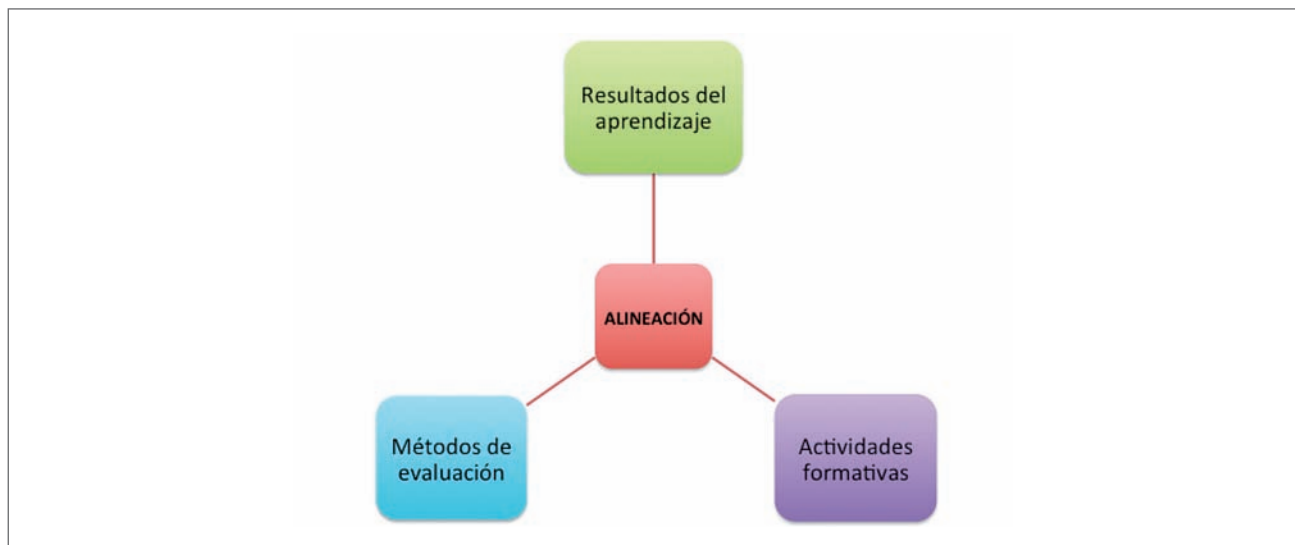 Resultados del
aprendizaje
ALINEACIÓN
Métodos de
evaluación
Actividades
formativas